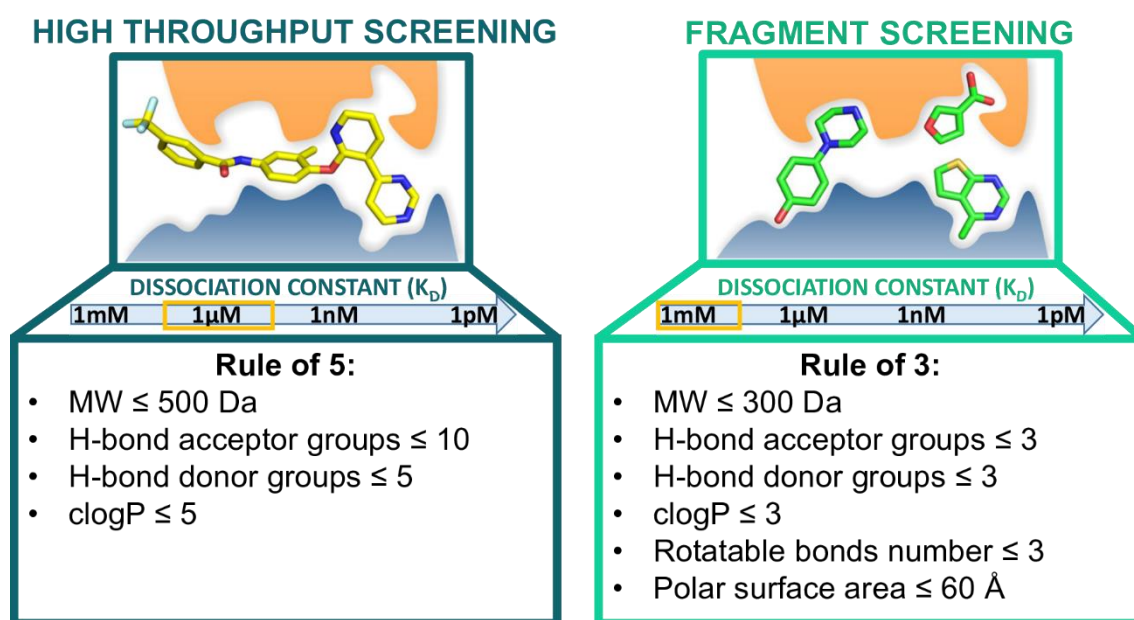 HIGH THROUGHPUT SCREENING
DISSOCIATION CONSTANT (K_D)
1mM 1µM 1nM 1pM
Rule of 5:
• MW ≤ 500 Da
• H-bond acceptor groups ≤ 10
• H-bond donor groups ≤ 5
• clogP ≤ 5
FRAGMENT SCREENING
DISSOCIATION CONSTANT (K_D)
1mM 1µM 1nM 1pM
Rule of 3:
• MW ≤ 300 Da
• H-bond acceptor groups ≤ 3
• H-bond donor groups ≤ 3
• clogP ≤ 3
• Rotatable bonds number ≤ 3
• Polar surface area ≤ 60 Å